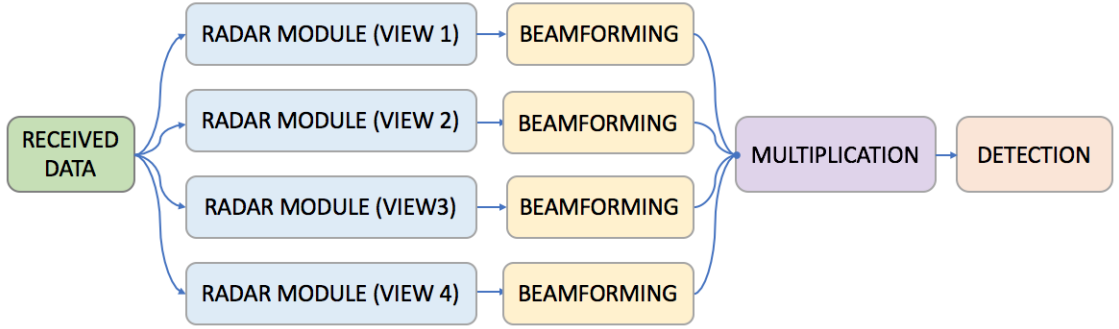 RECEIVED
DATA
RADAR MODULE (VIEW 1)
BEAMFORMING
RADAR MODULE (VIEW 2)
BEAMFORMING
RADAR MODULE (VIEW3)
BEAMFORMING
RADAR MODULE (VIEW 4)
BEAMFORMING
MULTIPLICATION
DETECTION